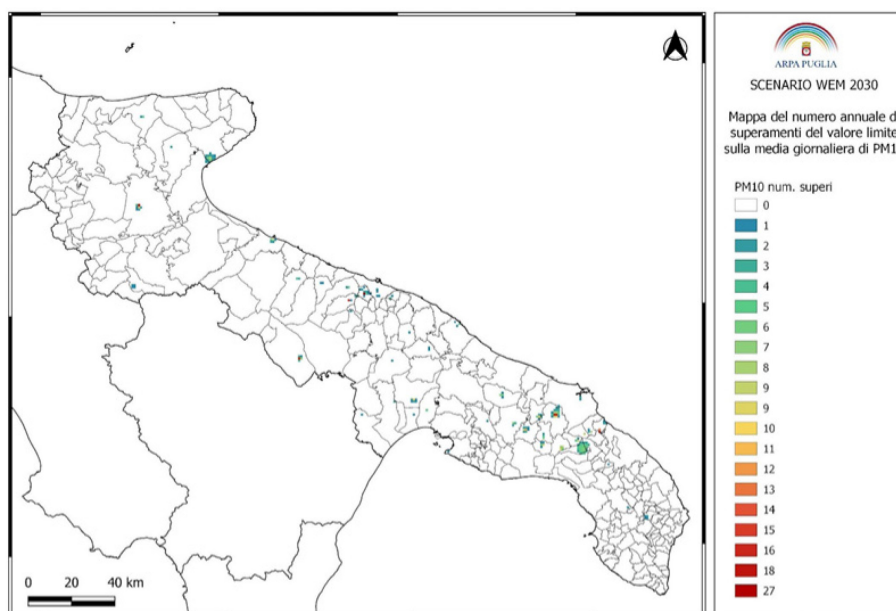 ARPA PUGLIA
SCENARIO WEM 2030
Mappa del numero annuale d
superamenti del valore limite
sulla media giornaliera di PM1
PM10 num. superi
0
1
2
3
4
5
6
7
8
9
9
10
11
12
13
14
15
16
18
27
0 20 40 km